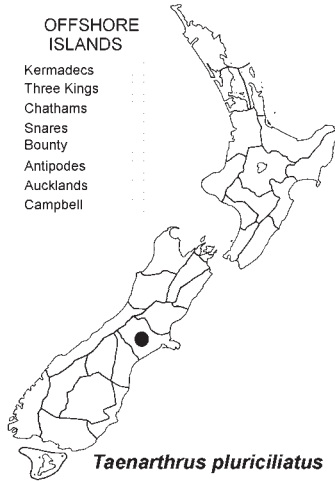 OFFSHORE
ISLANDS
Kermadecs
Three Kings
Chathams
Snares
Bounty
Antipodes
Aucklands
Campbell
Taenarthrus pluriciliatus